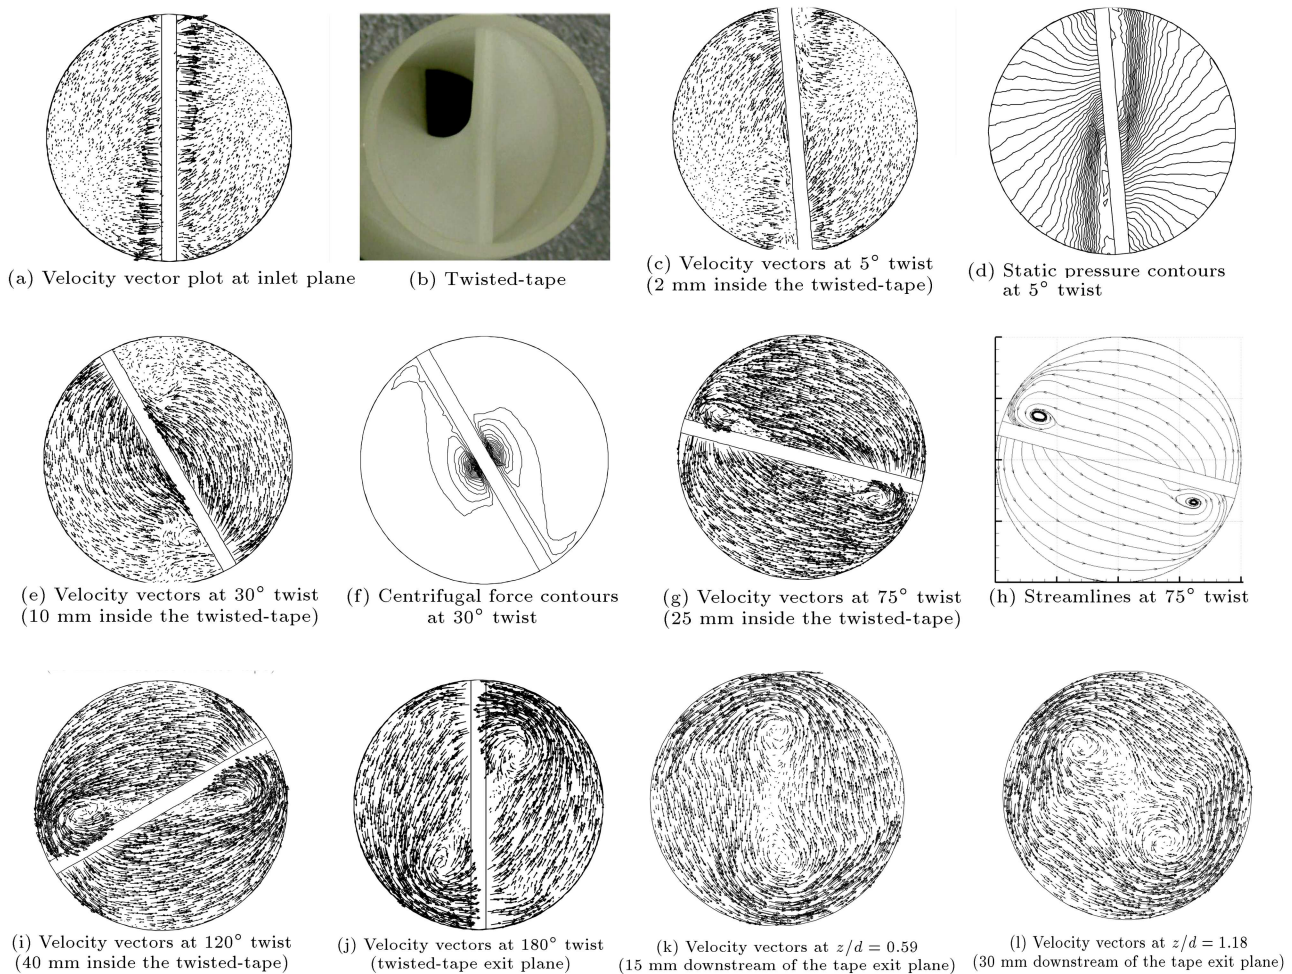 (a) Velocity vector plot at inlet plane
(b) Twisted-tape
(c) Velocity vectors at 5° twist
(2 mm inside the twisted-tape)
(d) Static pressure contours
at 5° twist
(e) Velocity vectors at 30° twist
(10 mm inside the twisted-tape)
(f) Centrifugal force contours
at 30° twist
(g) Velocity vectors at 75° twist
(25 mm inside the twisted-tape)
(h) Streamlines at 75° twist
(i) Velocity vectors at 120° twist
(40 mm inside the twisted-tape)
(j) Velocity vectors at 180° twist
(twisted-tape exit plane)
(k) Velocity vectors at z/d = 0.59
(15 mm downstream of the tape exit plane)
(l) Velocity vectors at z/d = 1.18
(30 mm downstream of the tape exit plane)